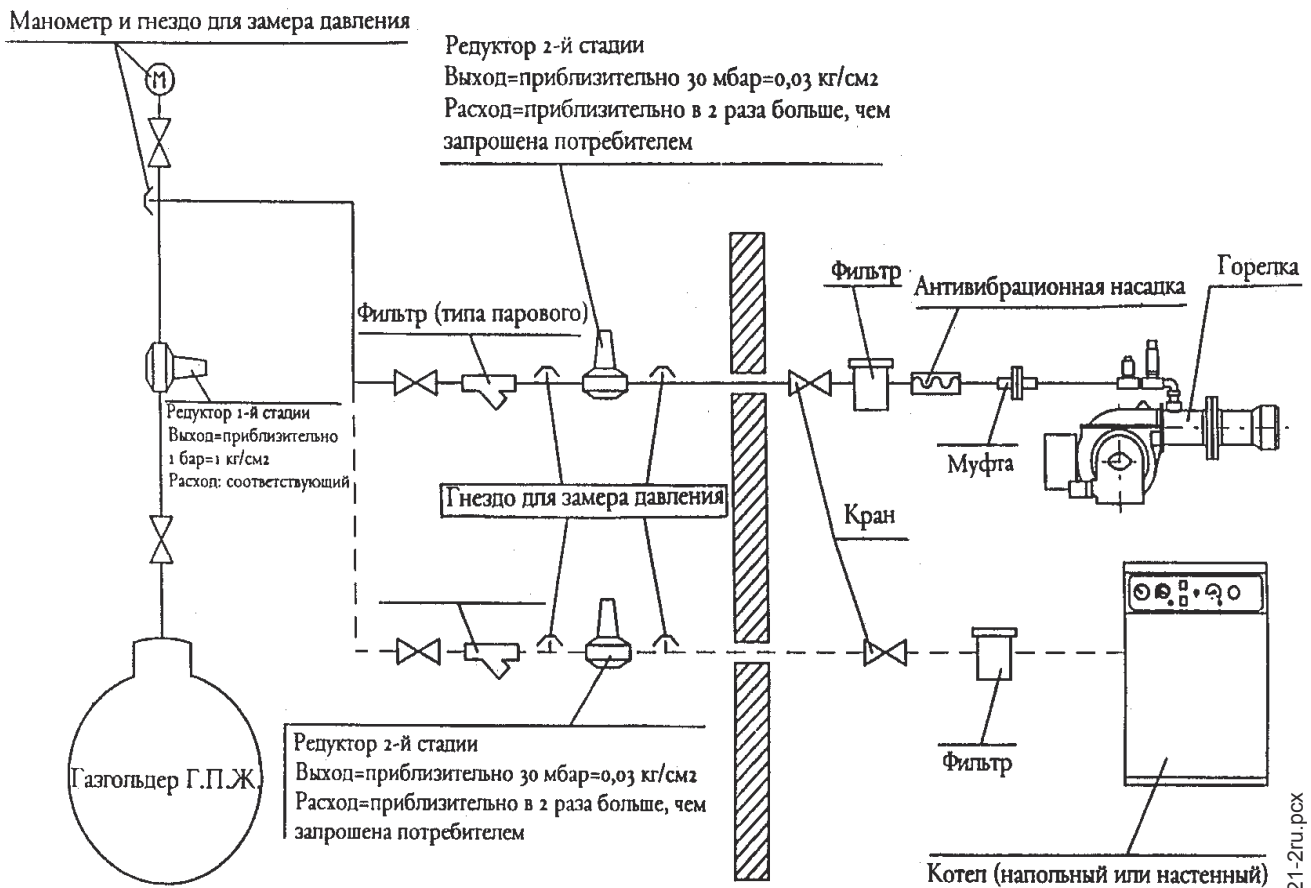 Манометр и гнездо для замера давления
М
Редуктор 2-й стадии
Выход=приблизительно 30 мбар=0,03 кг/см2
Расход=приблизительно в 2 раза больше, чем
запрошена потребителем
Фильтр
Антивибрационная насадка
Горелка
Фильтр (типа парового)
Редуктор 1-й стадии
Выход=приблизительно
1 бар=1 кг/см2
Расход: соответствующий
Муфта
Гнездо для замера давления
Кран
Редуктор 2-й стадии
Выход=приблизительно 30 мбар=0,03 кг/см2
Расход=приблизительно в 2 раза больше, чем
запрошена потребителем
Газгольдер Г.П.Ж.
Фильтр
Котел (напольный или настенный)
21-2ru.pcx